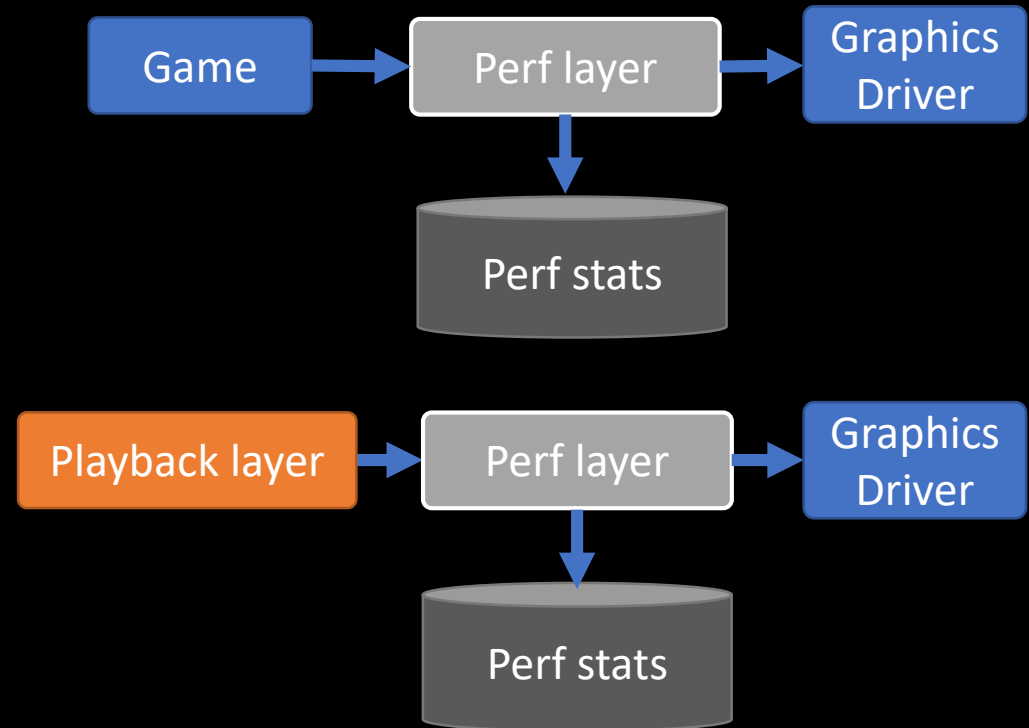 Game
Perf layer
Graphics
Driver
Perf stats
Playback layer
Perf layer
Graphics
Driver
Perf stats